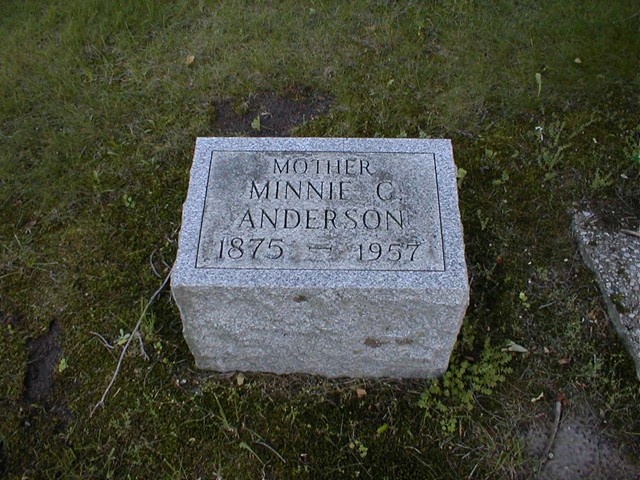 MOTHER
MINNIE C.
ANDERSON
1875 – 1957